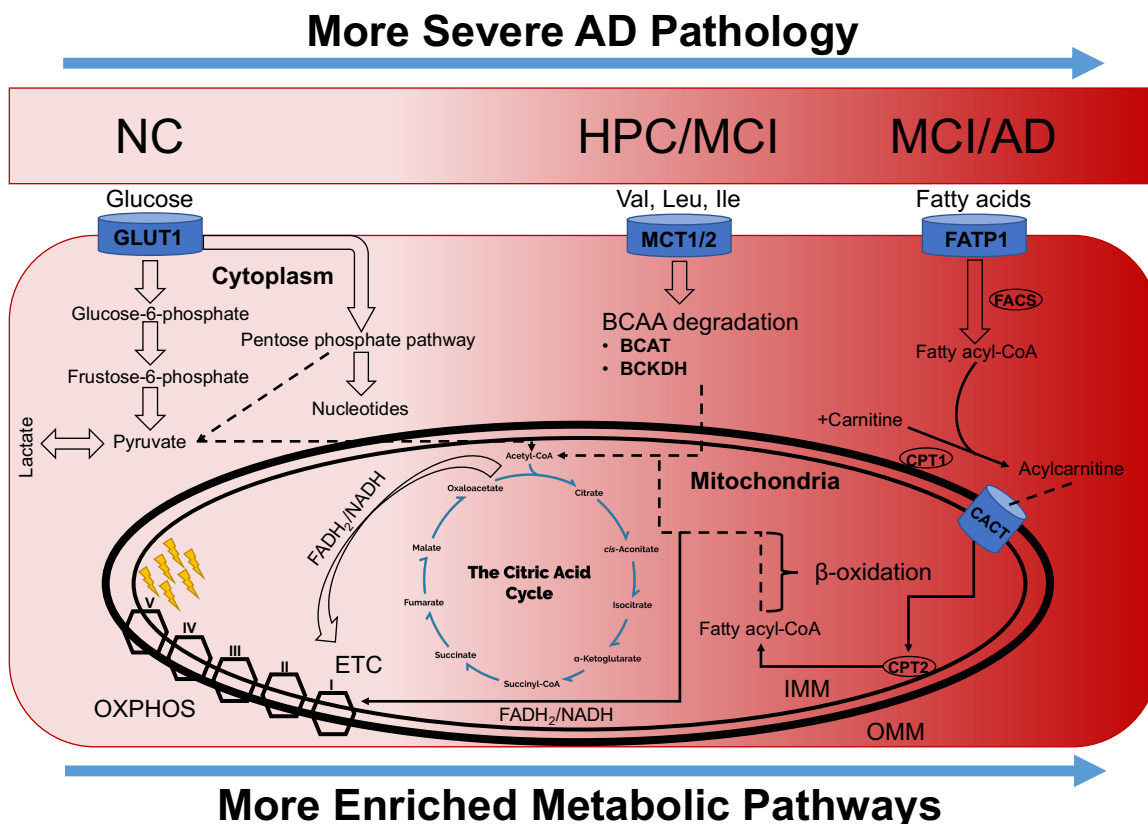 More Severe AD Pathology
NC
HPC/MCI
MCI/AD
Glucose
Val, Leu, Ile
Fatty acids
GLUT1
MCT1/2
FATP1
Cytoplasm
Glucose-6-phosphate
Pentose phosphate pathway
Frustose-6-phosphate
Nucleotides
Lactate
Pyruvate
BCAA degradation
• BCAT
• BCKDH
FACS
Fatty acyl-CoA
+Carnitine
CPT1
Acylcarnitine
CACT
Mitochondria
Acetyl-CoA
Oxaloacetate
Citrate
Malate
cis-Aconitate
The Citric Acid
Cycle
Fumarate
Isocitrate
Succinate
α-Ketoglutarate
Succinyl-CoA
FADH₂/NADH
β-oxidation
Fatty acyl-CoA
CPT2
IMM
OMM
V
IV
III
II
I
ETC
OXPHOS
FADH₂/NADH
More Enriched Metabolic Pathways